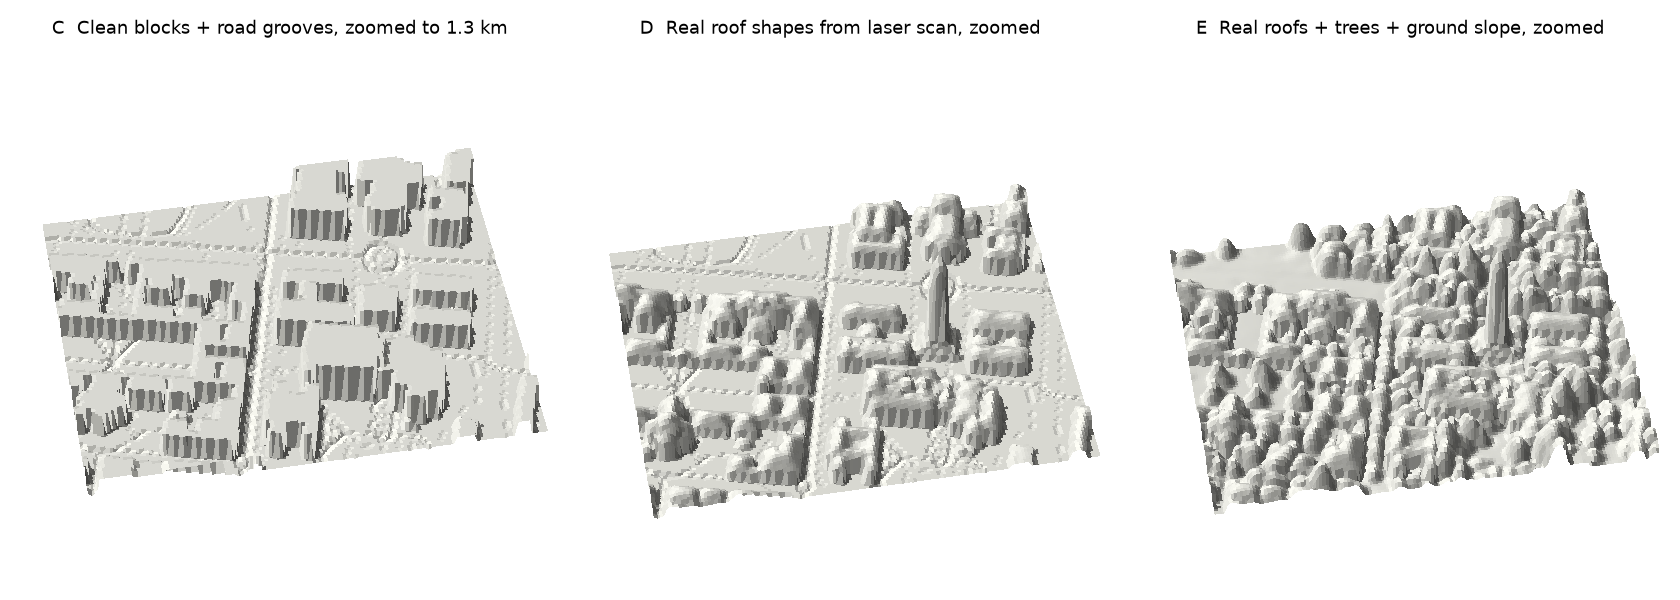 C Clean blocks + road grooves, zoomed to 1.3 km
D Real roof shapes from laser scan, zoomed
E Real roofs + trees + ground slope, zoomed